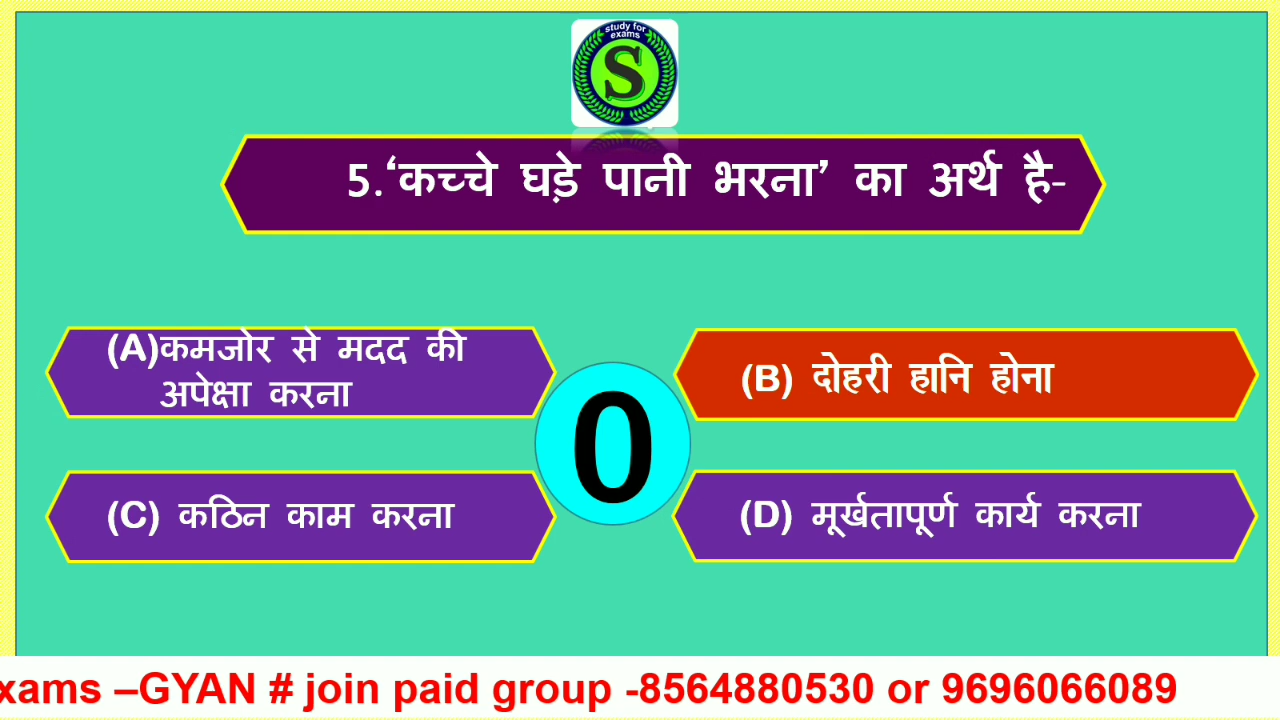 study for
exams
S
5.‘कच्चे घड़े पानी भरना’ का अर्थ है-
(A)कमजोर से मदद की
अपेक्षा करना
(B) दोहरी हानि होना
0
(C) कठिन काम करना
(D) मूर्खतापूर्ण कार्य करना
xams –GYAN # join paid group -8564880530 or 9696066089